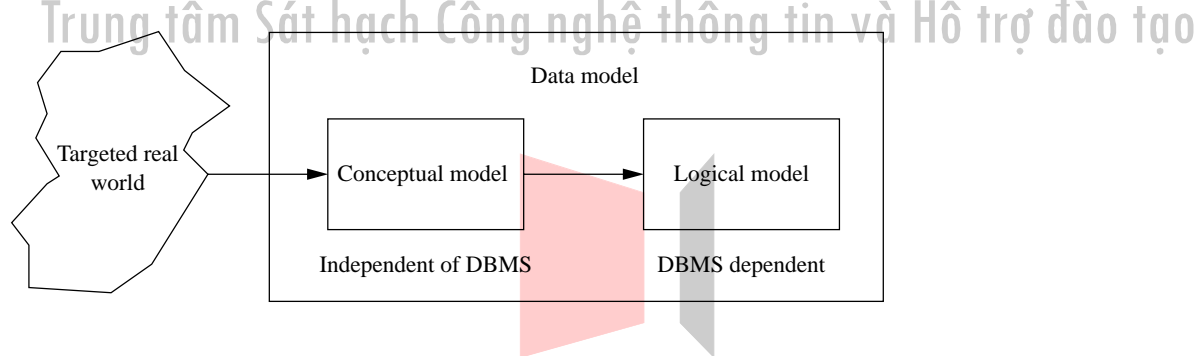 Trung tâm Sát hạch Công nghệ thông tin và Hỗ trợ đào tạo
Data model
Targeted real
world
Conceptual model
Logical model
Independent of DBMS
DBMS dependent